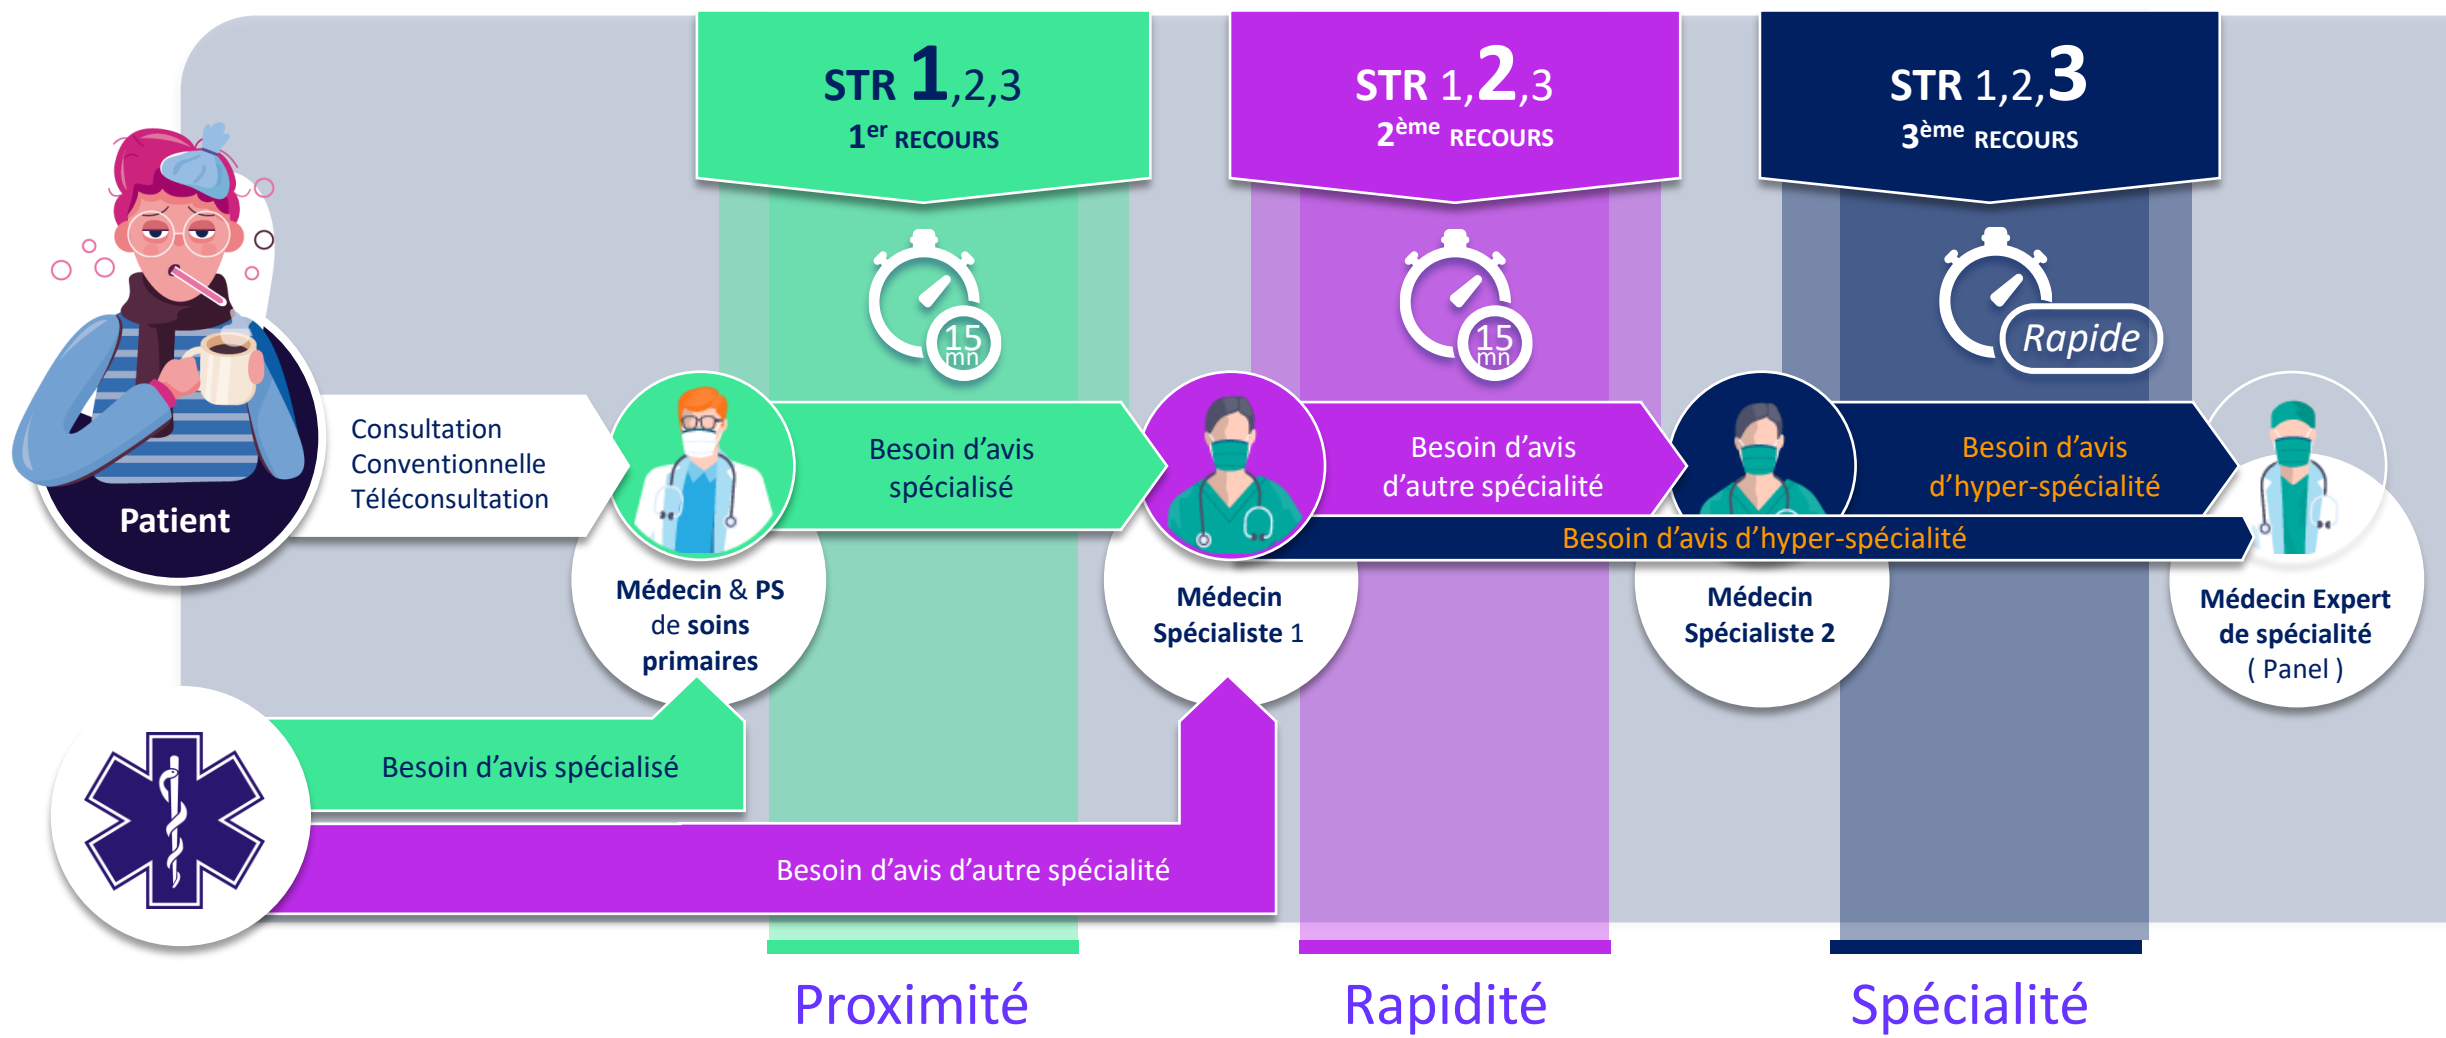 STR 1,2,3
1er RECOURS
STR 1,2,3
2ème RECOURS
STR 1,2,3
3ème RECOURS
15
mn
15
mn
Rapide
Patient
Consultation
Conventionnelle
Téléconsultation
Besoin d’avis
spécialisé
Besoin d’avis
d’autre spécialité
Besoin d’avis
d’hyper-spécialité
Besoin d’avis d’hyper-spécialité
Médecin & PS
de soins
primaires
Médecin
Spécialiste 1
Médecin
Spécialiste 2
Médecin Expert
de spécialité
( Panel )
Besoin d’avis spécialisé
Besoin d’avis d’autre spécialité
Proximité
Rapidité
Spécialité